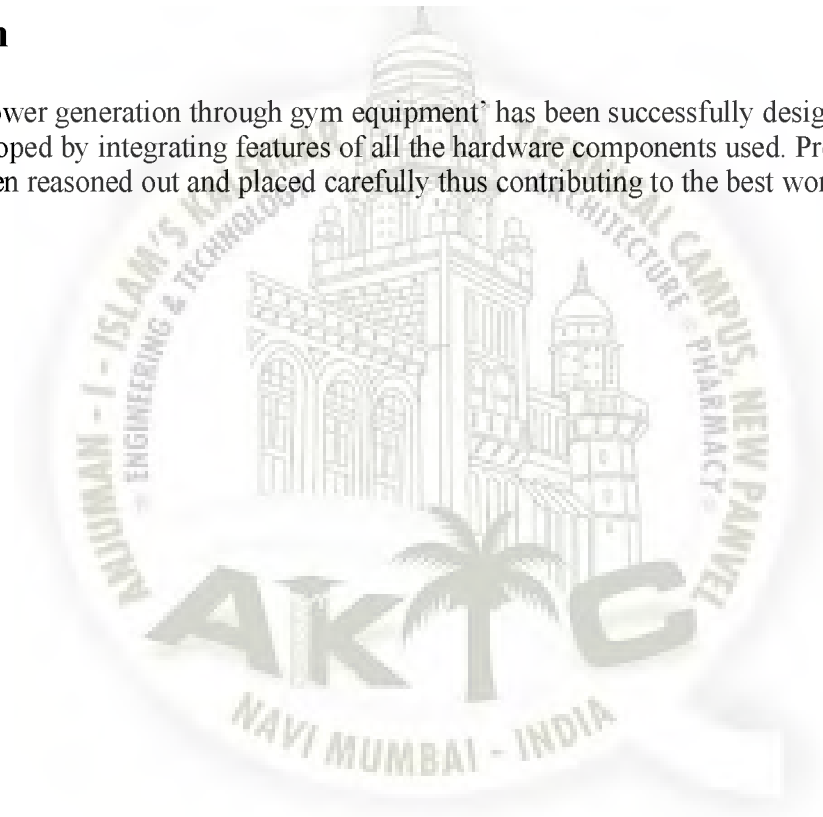 n
ower generation through gym equipment’ has been successfully desig
oped by integrating features of all the hardware components used. Pr
en reasoned out and placed carefully thus contributing to the best wor
ANJUMAN - I - ISLAM'S KALSEKAR TECHNICAL CAMPUS, NEW PANVEL
ENGINEERING & TECHNOLOGY ARCHITECTURE PHARMACY
AKTC
NAVI MUMBAI - INDIA